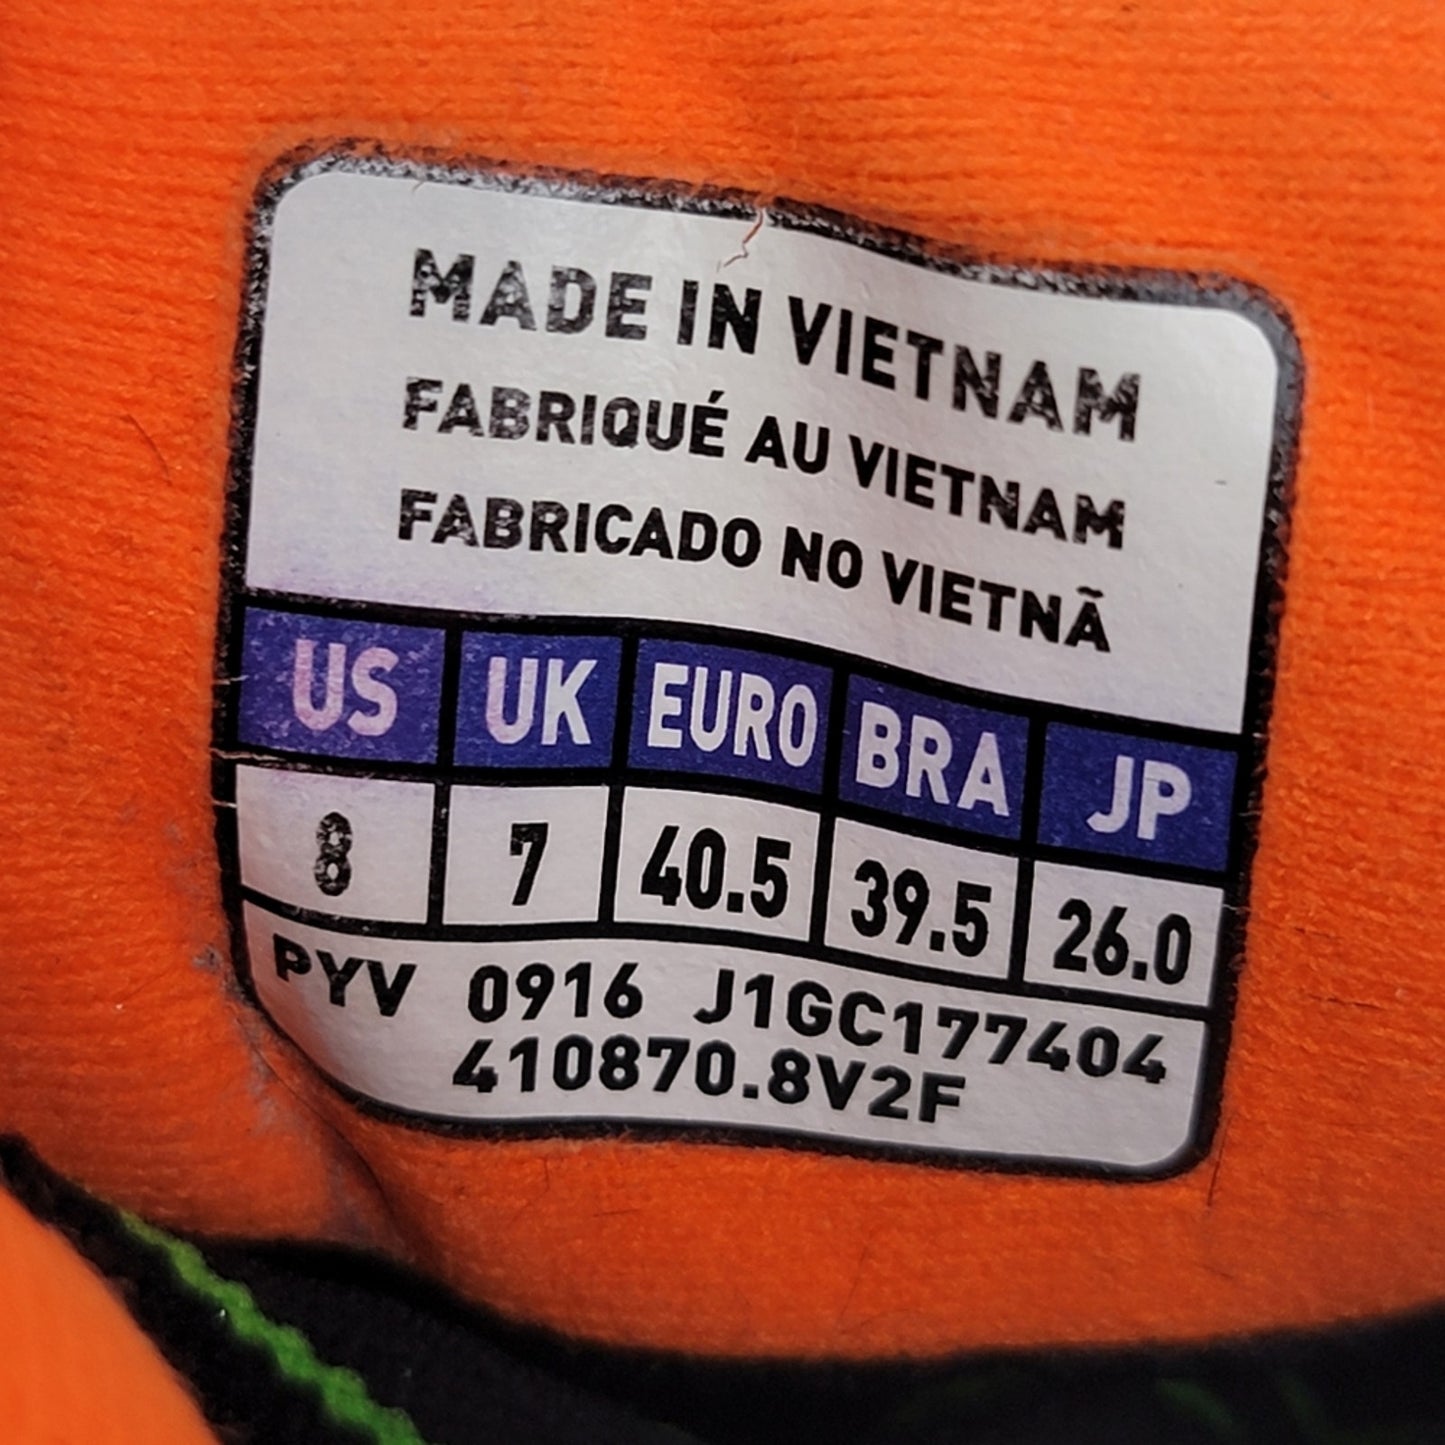 MADE IN VIETNAM
FABRIQUÉ AU VIETNAM
FABRICADO NO VIETNÃ
US UK EURO BRA JP
8 7 40.5 39.5 26.0
PYV 0916 J1GC177404
410870.8V2F